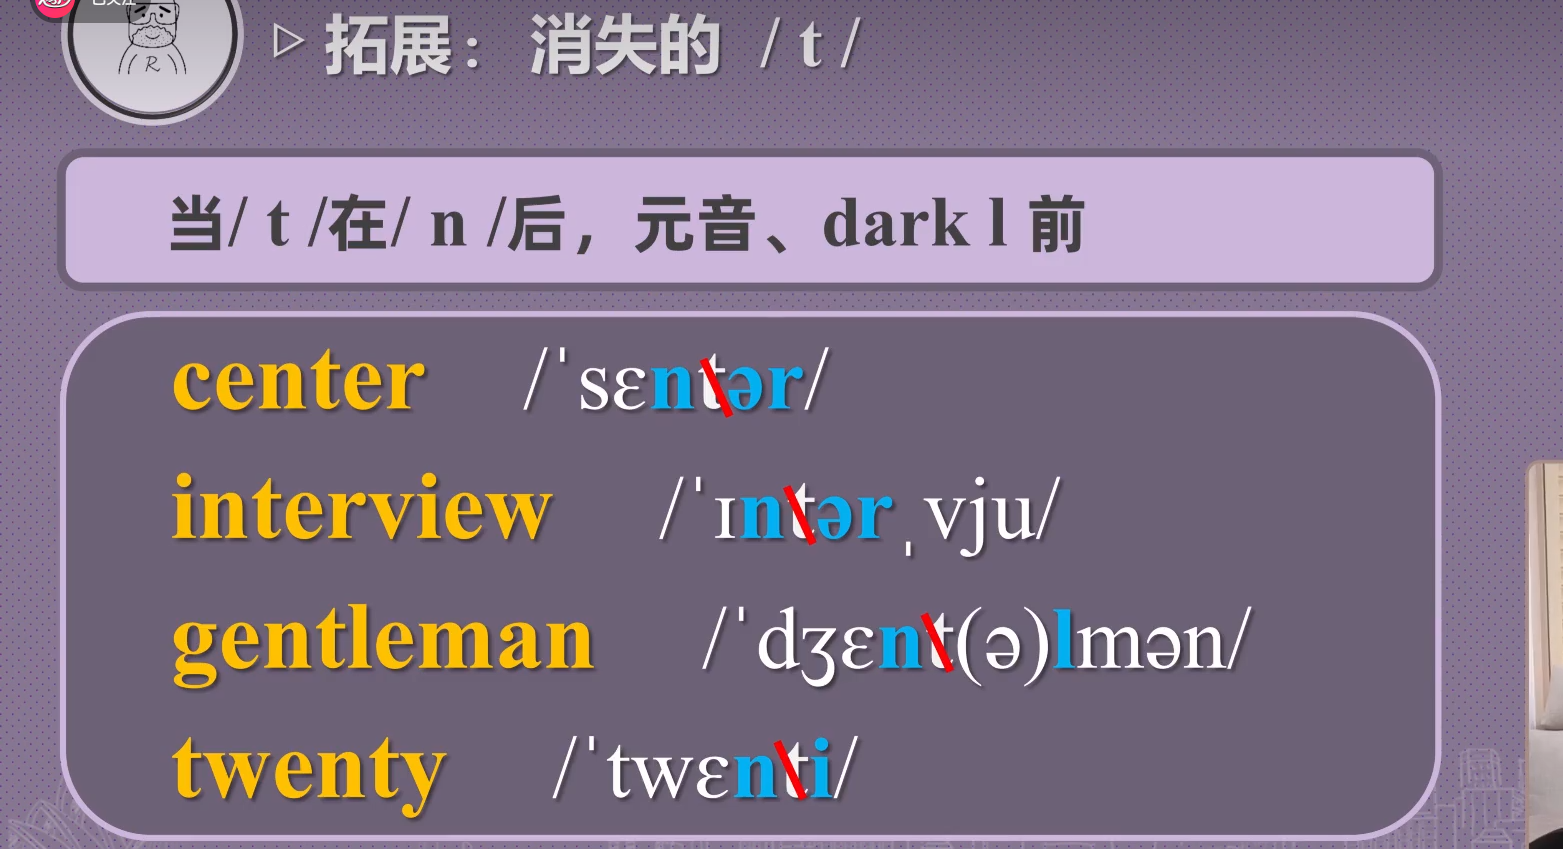 拓展： 消失的 / t /
R
当/ t /在/ n /后，元音、dark l 前
center /ˈsɛntər/
interview /ˈɪntərˌvju/
gentleman /ˈdʒɛnt(ə)lmən/
twenty /ˈtwɛnti/